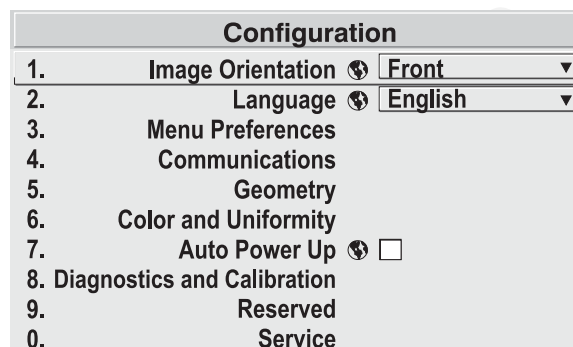 Configuration
1. Image Orientation Front
2. Language English
3. Menu Preferences
4. Communications
5. Geometry
6. Color and Uniformity
7. Auto Power Up
8. Diagnostics and Calibration
9. Reserved
0. Service